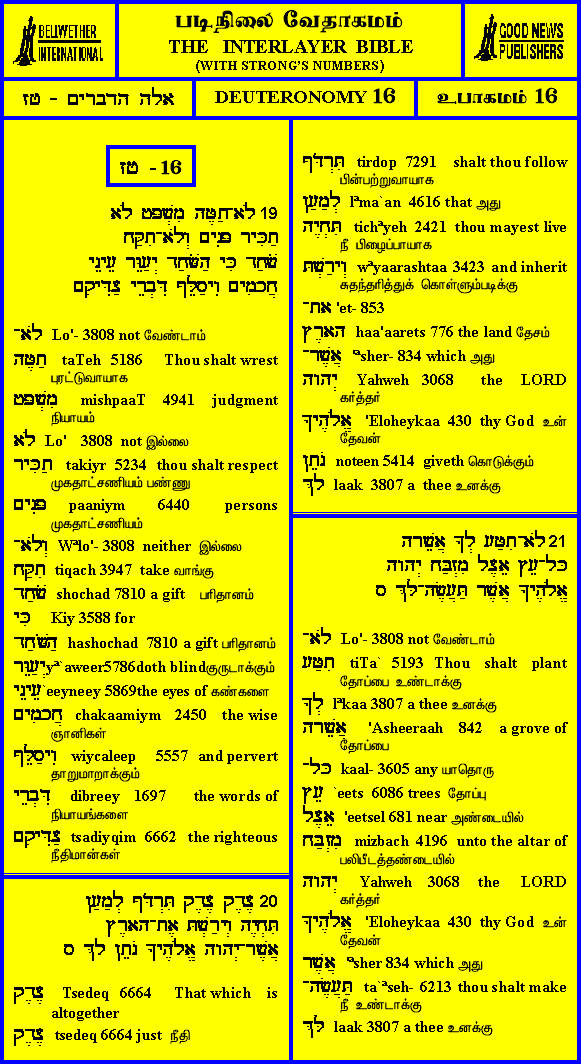 BELLWETHER
INTERNATIONAL
படிநிலை வேதாகமம்
THE INTERLAYER BIBLE
(WITH STRONG'S NUMBERS)
GOOD NEWS
PUBLISHERS
אלה הדברים - טז
DEUTERONOMY 16
உபாகமம் 16
טז - 16
19 לֹא־תַטֶּה מִשְׁפָּט לֹא
תַכִּיר פָּנִים וְלֹא־תִקַּח
שֹׁחַד כִּי הַשֹּׁחַד יְעַוֵּר עֵינֵי
חֲכָמִים וִיסַלֵּף דִּבְרֵי צַדִּיקִם
לֹא־ Lo'- 3808 not வேண்டாம்
תַטֶּה taTeh 5186 Thou shalt wrest
புரட்டுவாயாக
מִשְׁפָּט mishpaaT 4941 judgment
நியாயம்
לֹא Lo' 3808 not இல்லை
תַכִּיר takiyr 5234 thou shalt respect
முகதாட்சணியம் பண்ணு
פָּנִים paaniym 6440 persons
முகதாட்சணியம்
וְלֹא־ Wªlo'- 3808 neither இல்லை
תִקַּח tiqach 3947 take வாங்கு
שֹׁחַד shochad 7810 a gift பரிதானம்
כִּי Kiy 3588 for
הַשֹּׁחַד hashochad 7810 a gift பரிதானம்
יְעַוֵּר yª`aweer5786doth blindகுருடாக்கும்
עֵינֵי `eeyneey 5869the eyes of கண்களை
חֲכָמִים chakaamiym 2450 the wise
ஞானிகள்
וִיסַלֵּף wiycaleep 5557 and pervert
தாறுமாறாக்கும்
דִּבְרֵי dibreey 1697 the words of
நியாயங்களை
צַדִּיקִם tsadiyqim 6662 the righteous
நீதிமான்கள்
20 צֶדֶק צֶדֶק תִּרְדֹּף לְמַעַן
תִּחְיֶה וְיָרַשְׁתָּ אֶת־הָאָרֶץ
אֲשֶׁר־יְהוָה אֱלֹהֶיךָ נֹתֵן לָךְ ס
צֶדֶק Tsedeq 6664 That which is
altogether
צֶדֶק tsedeq 6664 just நீதி
תִּרְדֹּף tirdop 7291 shalt thou follow
பின்பற்றுவாயாக
לְמַעַן lªma`an 4616 that அது
תִּחְיֶה tichªyeh 2421 thou mayest live
நீ பிழைப்பாயாக
וְיָרַשְׁתָּ wªyaarashtaa 3423 and inherit
சுதந்தரித்துக் கொள்ளும்படிக்கு
אֶת־ 'et- 853
הָאָרֶץ haa'aarets 776 the land தேசம்
אֲשֶׁר־ ªsher- 834 which அது
יְהוָה Yahweh 3068 the LORD
கர்த்தர்
אֱלֹהֶיךָ 'Eloheykaa 430 thy God உன்
தேவன்
נֹתֵן noteen 5414 giveth கொடுக்கும்
לָךְ laak 3807 a thee உனக்கு
21 לֹא־תִטַּע לְךָ אֲשֵׁרָה
כָּל־עֵץ אֵצֶל מִזְבַּח יְהוָה
אֱלֹהֶיךָ אֲשֶׁר תַּעֲשֶׂה־לָּךְ ס
לֹא־ Lo'- 3808 not வேண்டாம்
תִטַּע tiTa` 5193 Thou shalt plant
தோப்பை உண்டாக்கு
לְךָ lªkaa 3807 a thee உனக்கு
אֲשֵׁרָה 'Asheeraah 842 a grove of
தோப்பை
כָּל־ kaal- 3605 any யாதொரு
עֵץ `eets 6086 trees தோப்பு
אֵצֶל 'eetsel 681 near அண்டையில்
מִזְבַּח mizbach 4196 unto the altar of
பலிபீடத்தண்டையில்
יְהוָה Yahweh 3068 the LORD
கர்த்தர்
אֱלֹהֶיךָ 'Eloheykaa 430 thy God உன்
தேவன்
אֲשֶׁר ªsher 834 which அது
תַּעֲשֶׂה־ ta`ªseh- 6213 thou shalt make
நீ உண்டாக்கு
לָּךְ laak 3807 a thee உனக்கு